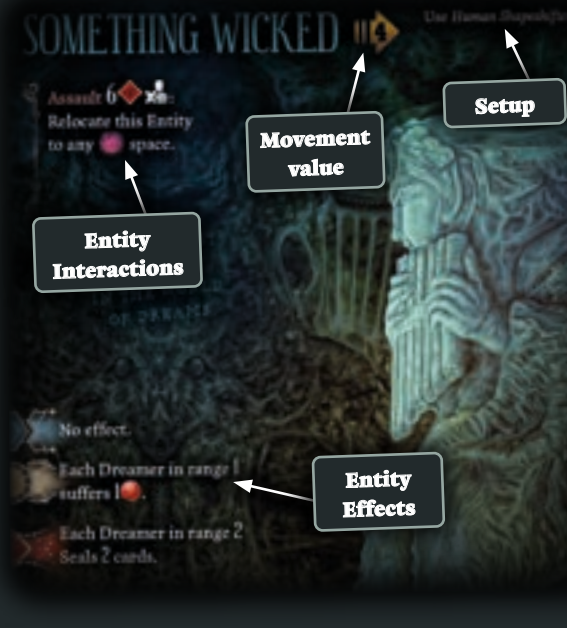 SOMETHING WICKED 4
Use Human Shapeshifte
Assault 6 :
Relocate this Entity
to any space.
Setup
Movement
value
Entity
Interactions
OF DREAMS
No effect.
Each Dreamer in range 1
suffers 1 .
Entity
Effects
Each Dreamer in range 2
Seals 2 cards.